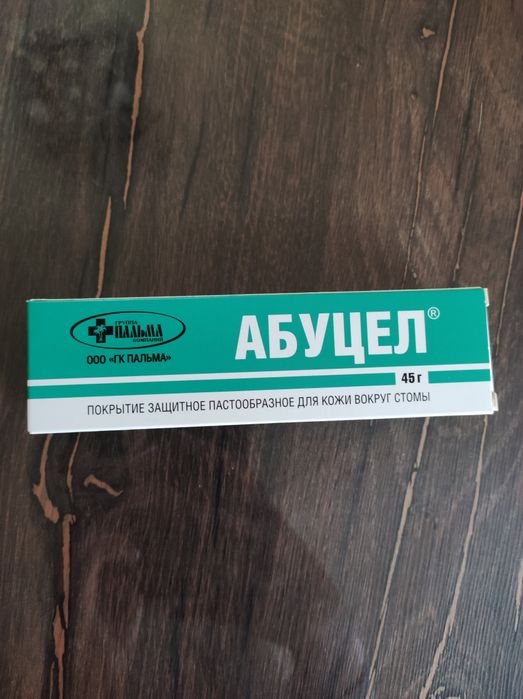 ГРУППА
ПАЛЬМА
КОМПАНИЙ
ООО «ГК ПАЛЬМА»
АБУЦЕЛ®
45 г
ПОКРЫТИЕ ЗАЩИТНОЕ ПАСТООБРАЗНОЕ ДЛЯ КОЖИ ВОКРУГ СТОМЫ